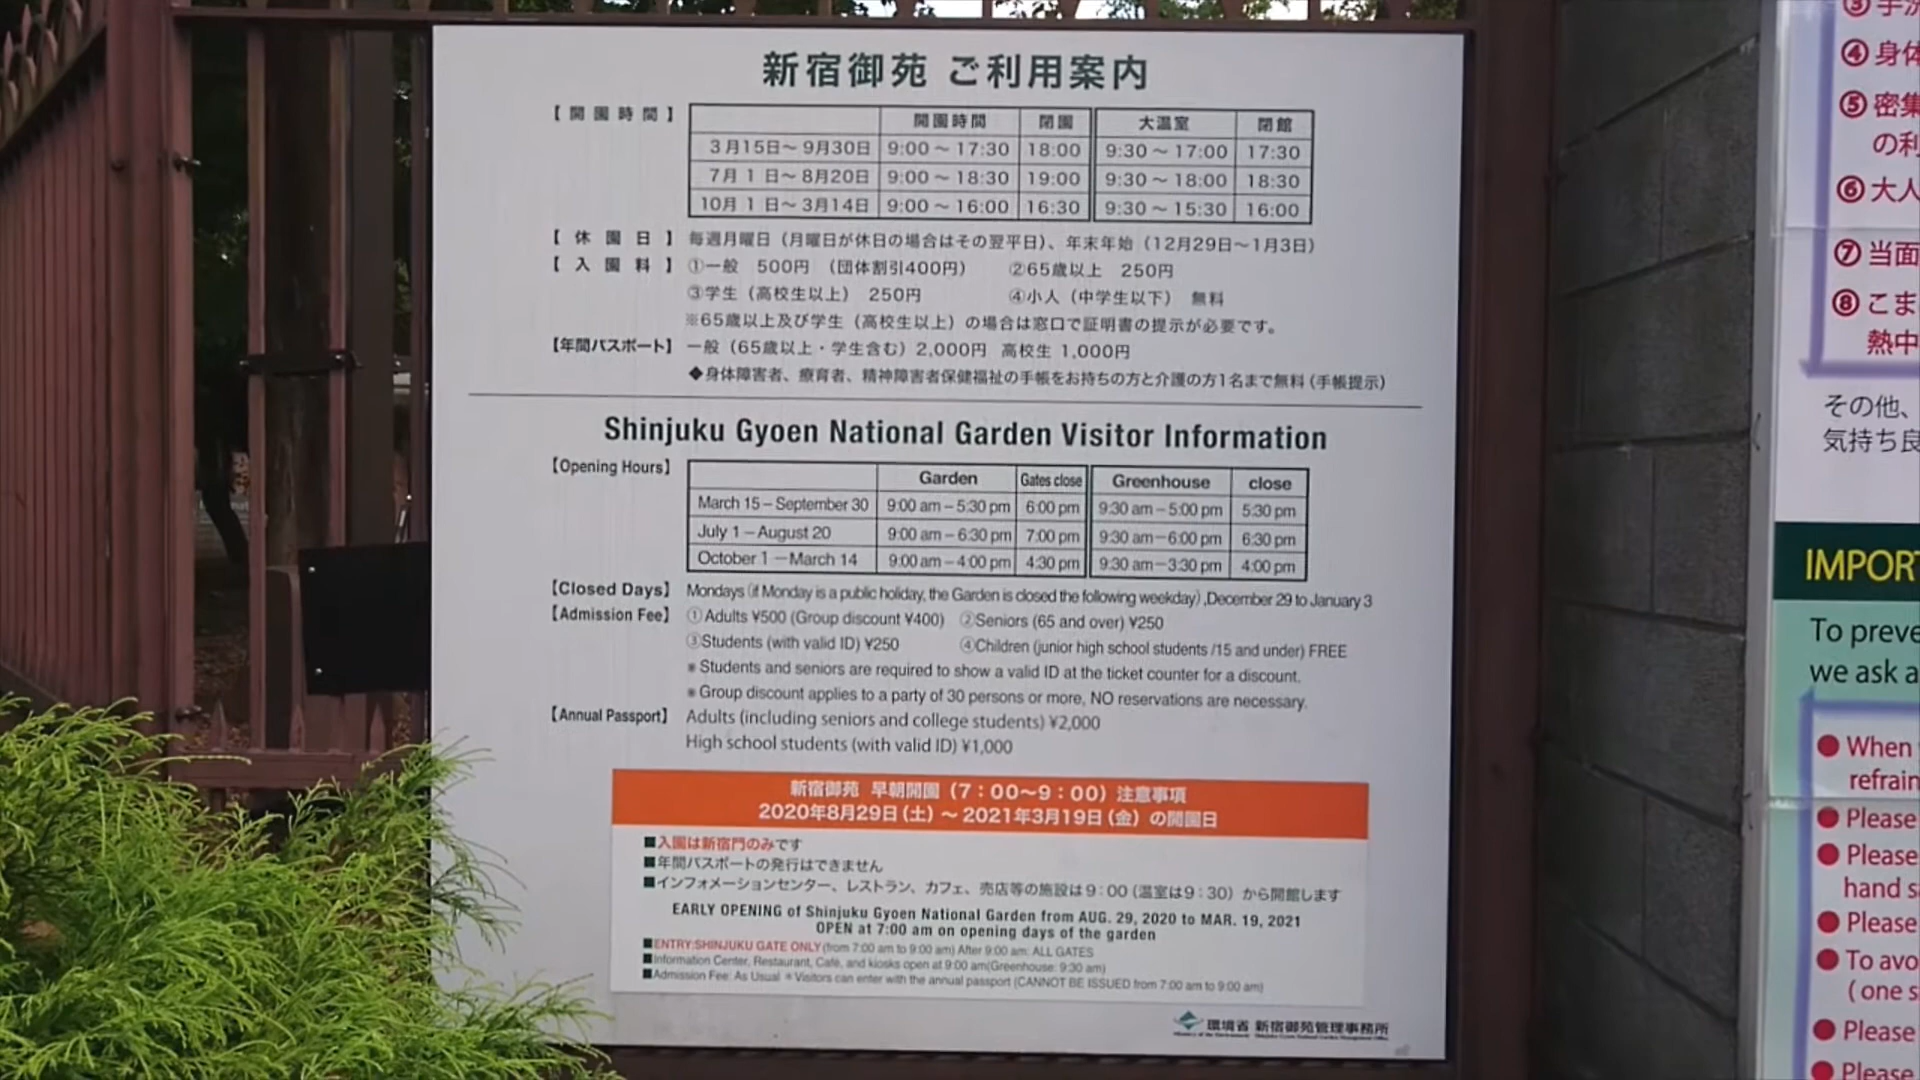 新宿御苑 ご利用案内
【開園時間】
開園時間 閉園 大温室 閉館
3月15日～9月30日 9:00～17:30 18:00 9:30～17:00 17:30
7月1日～8月20日 9:00～18:30 19:00 9:30～18:00 18:30
10月1日～3月14日 9:00～16:00 16:30 9:30～15:30 16:00
【休園日】 毎週月曜日（月曜日が休日の場合はその翌平日）、年末年始（12月29日～1月3日）
【入園料】 ①一般 500円 （団体割引400円） ②65歳以上 250円
③学生（高校生以上） 250円 ④小人（中学生以下） 無料
※65歳以上及び学生（高校生以上）の場合は窓口で証明書の提示が必要です。
【年間パスポート】 一般（65歳以上・学生含む）2,000円 高校生 1,000円
◆身体障害者、療育者、精神障害者保健福祉の手帳をお持ちの方と介護の方1名まで無料（手帳提示）
Shinjuku Gyoen National Garden Visitor Information
【Opening Hours】
Garden Gates close Greenhouse close
March 15 – September 30 9:00 am – 5:30 pm 6:00 pm 9:30 am – 5:00 pm 5:30 pm
July 1 – August 20 9:00 am – 6:30 pm 7:00 pm 9:30 am – 6:00 pm 6:30 pm
October 1 – March 14 9:00 am – 4:00 pm 4:30 pm 9:30 am – 3:30 pm 4:00 pm
【Closed Days】 Mondays (if Monday is a public holiday, the Garden is closed the following weekday) ,December 29 to January 3
【Admission Fee】 ①Adults ¥500 (Group discount ¥400) ②Seniors (65 and over) ¥250
③Students (with valid ID) ¥250 ④Children (junior high school students /15 and under) FREE
※Students and seniors are required to show a valid ID at the ticket counter for a discount.
※Group discount applies to a party of 30 persons or more, NO reservations are necessary.
【Annual Passport】 Adults (including seniors and college students) ¥2,000
High school students (with valid ID) ¥1,000
新宿御苑 早朝開園（7：00～9：00）注意事項
2020年8月29日（土）～2021年3月19日（金）の開園日
■入園は新宿門のみです
■年間パスポートの発行はできません
■インフォメーションセンター、レストラン、カフェ、売店等の施設は9：00（温室は9：30）から開館します
EARLY OPENING of Shinjuku Gyoen National Garden from AUG. 29, 2020 to MAR. 19, 2021
OPEN at 7:00 am on opening days of the garden
■ENTRY:SHINJUKU GATE ONLY (from 7:00 am to 9:00 am) After 9:00 am: ALL GATES
■Information Center, Restaurant, Café, and kiosks open at 9:00 am(Greenhouse: 9:30 am)
■Admission Fee: As Usual ※Visitors can enter with the annual passport (CANNOT BE ISSUED from 7:00 am to 9:00 am)
環境省 新宿御苑管理事務所
③ 手洗
④ 身体
⑤ 密集
の利
⑥ 大人
⑦ 当面
⑧ こま
熱中
その他、
気持ち良
IMPORT
To preve
we ask a
● When
refrain
● Please
● Please
hand s
● Please
● To avo
( one s
● Please
● Please